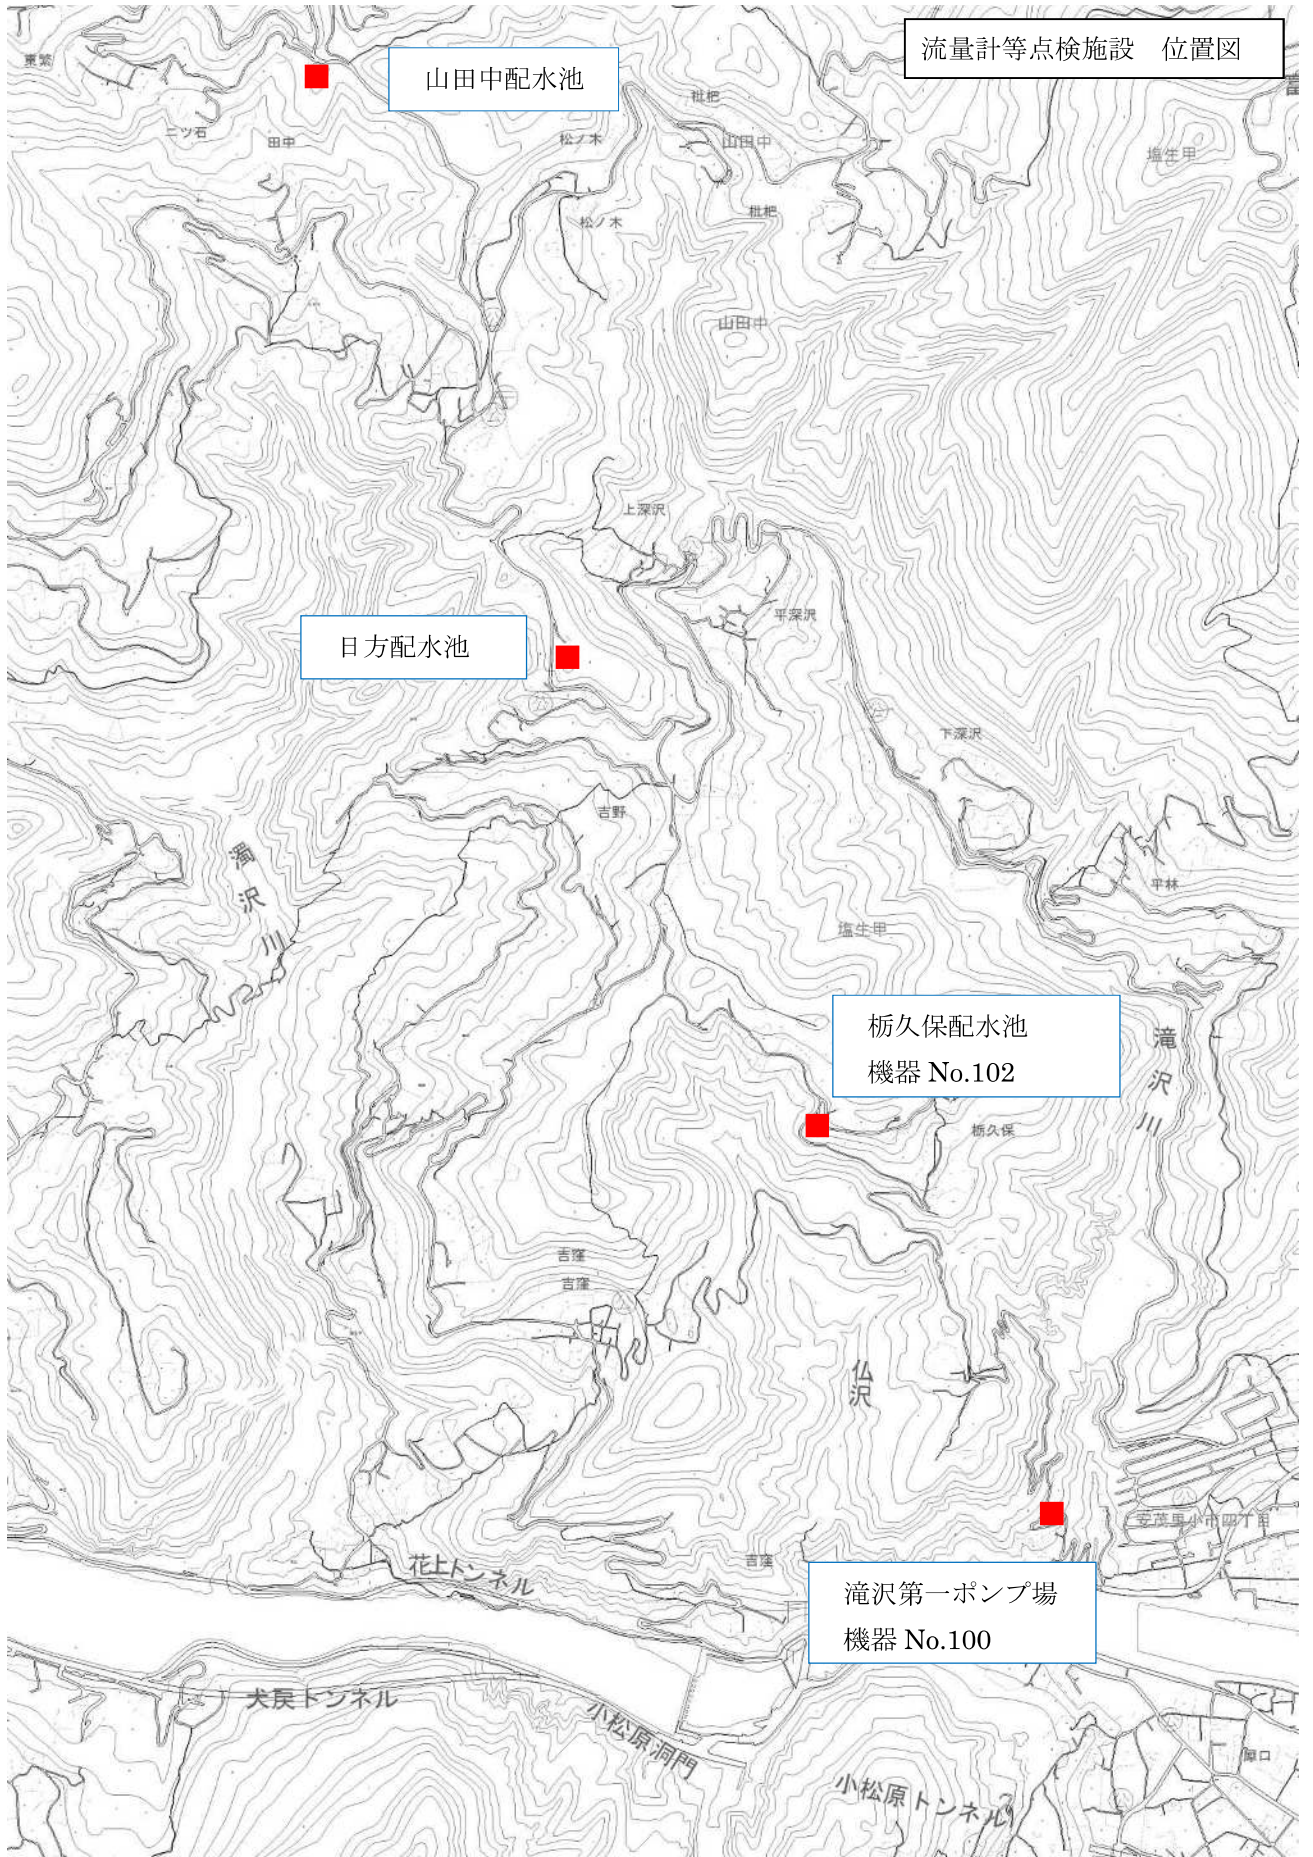 流量計等点検施設　位置図
東繁
山田中配水池
枇杷
二ツ石
田中
松ノ木
山田中
塩生甲
枇杷
松ノ木
山田中
上深沢
平深沢
日方配水池
下深沢
吉野
濁沢川
平林
塩生甲
栃久保配水池
機器 No.102
滝沢川
栃久保
吉窪
吉窪
仏沢
安茂里小市四丁目
吉窪
花上トンネル
滝沢第一ポンプ場
機器 No.100
犬戻トンネル
小松原洞門
小松原トンネル